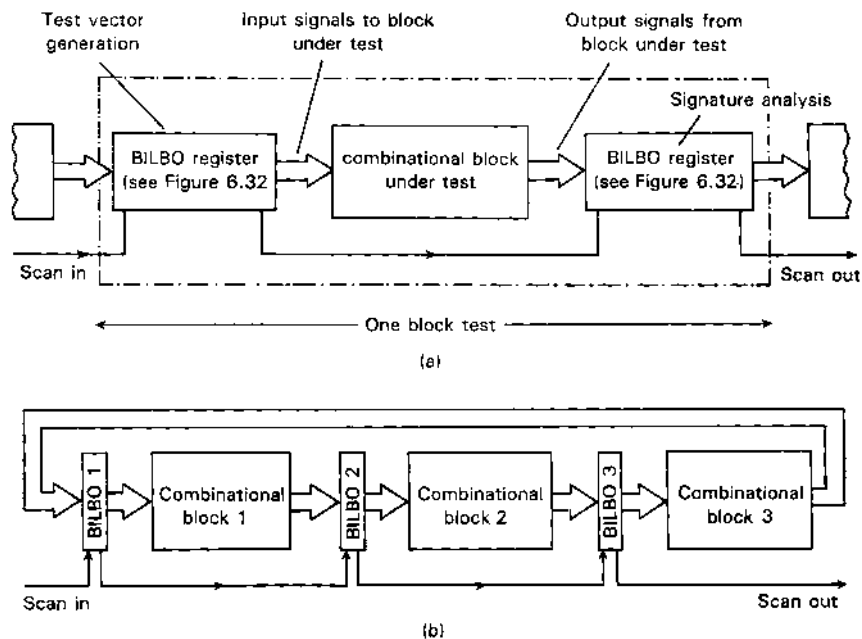 Test vector
generation
Input signals to block
under test
Output signals from
block under test
Signature analysis
BILBO register
(see Figure 6.32
combinational block
under test
BILBO register
(see Figure 6.32)
Scan in
Scan out
One block test
(a)
BILBO 1
Combinational
block 1
BILBO 2
Combinational
block 2
BILBO 3
Combinational
block 3
Scan in
Scan out
(b)